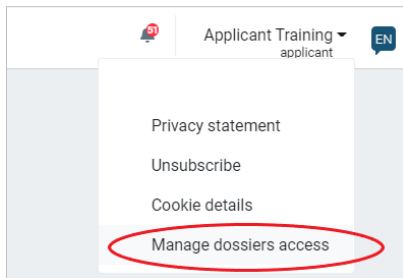 51
Applicant Training
applicant
EN
Privacy statement
Unsubscribe
Cookie details
Manage dossiers access